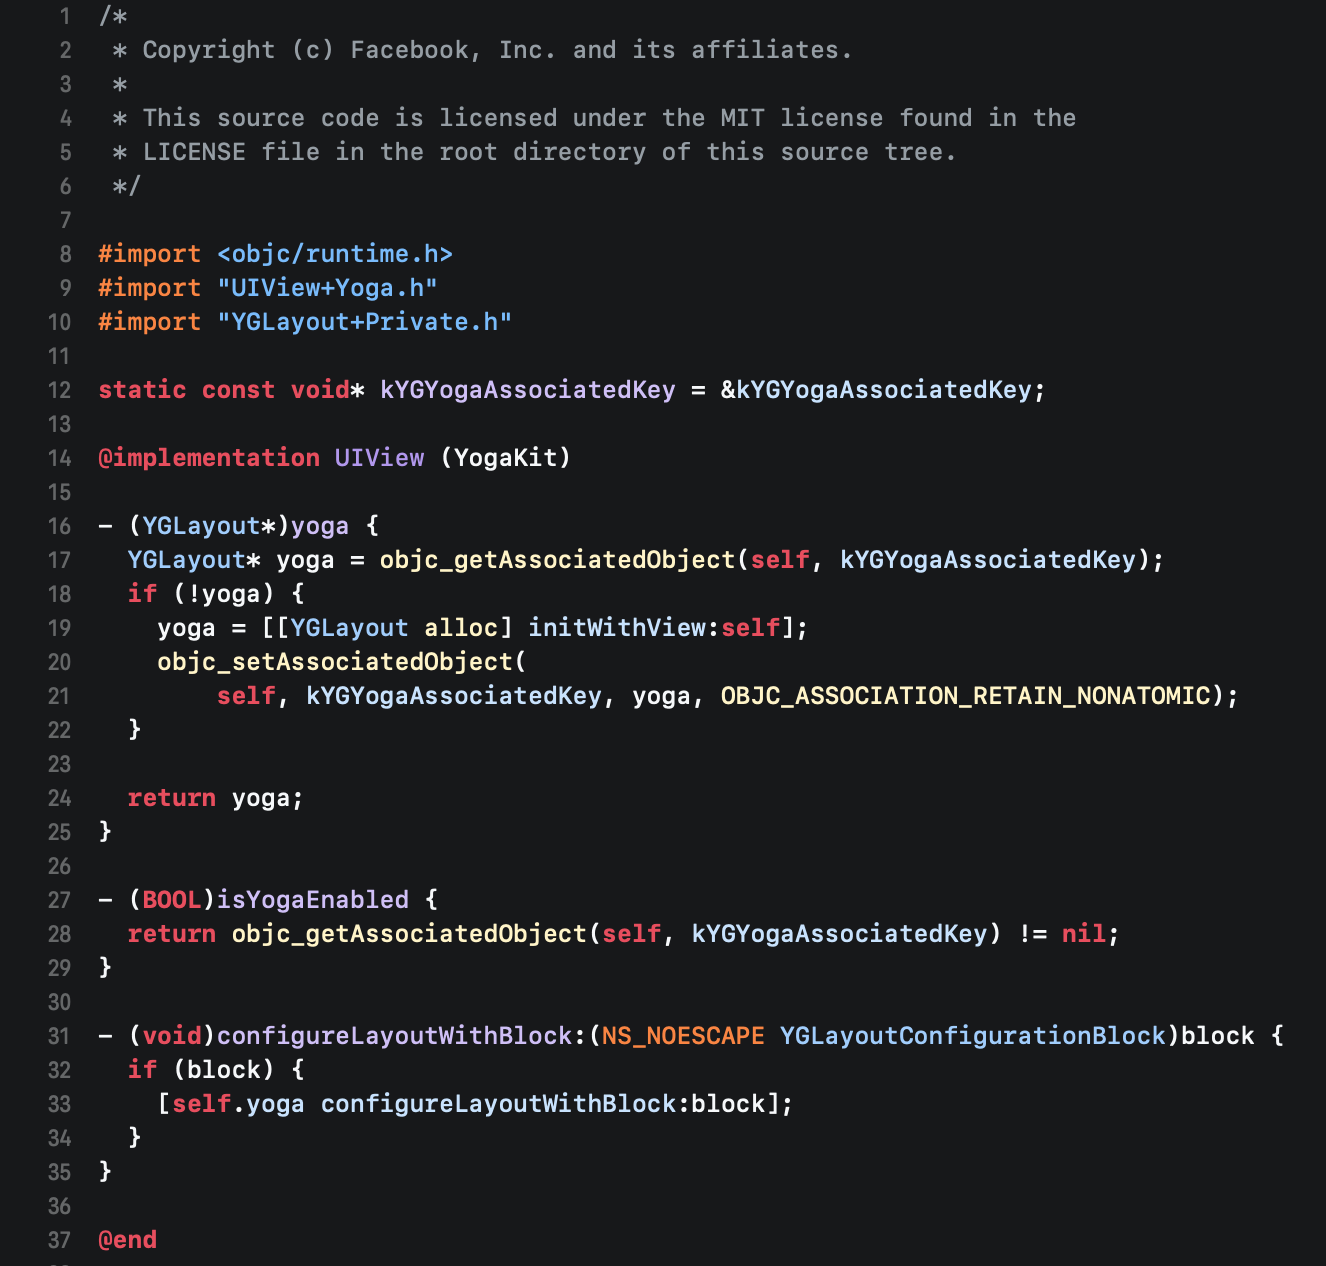 1 /*
2  * Copyright (c) Facebook, Inc. and its affiliates.
3  *
4  * This source code is licensed under the MIT license found in the
5  * LICENSE file in the root directory of this source tree.
6  */
7
8 #import <objc/runtime.h>
9 #import "UIView+Yoga.h"
10 #import "YGLayout+Private.h"
11
12 static const void* kYGYogaAssociatedKey = &kYGYogaAssociatedKey;
13
14 @implementation UIView (YogaKit)
15
16 - (YGLayout*)yoga {
17   YGLayout* yoga = objc_getAssociatedObject(self, kYGYogaAssociatedKey);
18   if (!yoga) {
19     yoga = [[YGLayout alloc] initWithView:self];
20     objc_setAssociatedObject(
21         self, kYGYogaAssociatedKey, yoga, OBJC_ASSOCIATION_RETAIN_NONATOMIC);
22   }
23
24   return yoga;
25 }
26
27 - (BOOL)isYogaEnabled {
28   return objc_getAssociatedObject(self, kYGYogaAssociatedKey) != nil;
29 }
30
31 - (void)configureLayoutWithBlock:(NS_NOESCAPE YGLayoutConfigurationBlock)block {
32   if (block) {
33     [self.yoga configureLayoutWithBlock:block];
34   }
35 }
36
37 @end